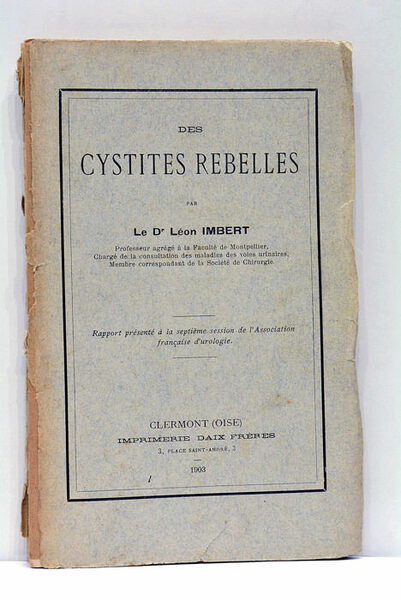 DES
CYSTITES REBELLES
PAR
Le Dr Léon IMBERT
Professeur agrégé à la Faculté de Montpellier,
Chargé de la consultation des maladies des voies urinaires,
Membre correspondant de la Société de Chirurgie.
Rapport présenté à la septième session de l'Association
française d'urologie.
CLERMONT (OISE)
IMPRIMERIE DAIX FRÈRES
3, PLACE SAINT-ANDRÉ, 3
1903